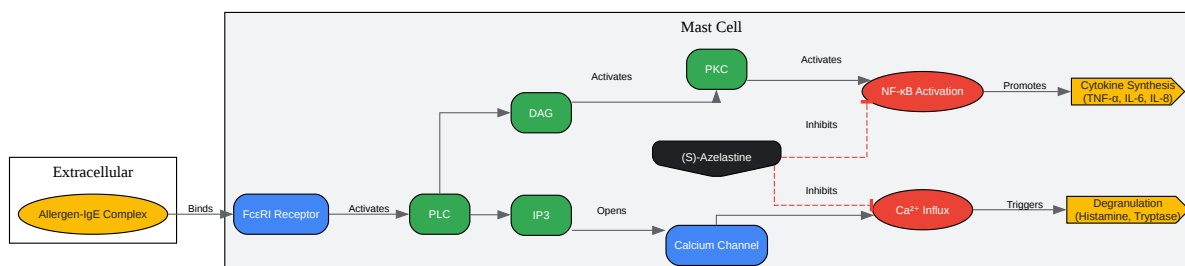 Mast Cell
PKC
Activates
Activates
NF-κB Activation
Promotes
Cytokine Synthesis
(TNF-α, IL-6, IL-8)
DAG
Inhibits
(S)-Azelastine
Extracellular
Allergen-IgE Complex
Binds
FcεRI Receptor
Activates
PLC
IP3
Opens
Calcium Channel
Inhibits
Ca²⁺ Influx
Triggers
Degranulation
(Histamine, Tryptase)